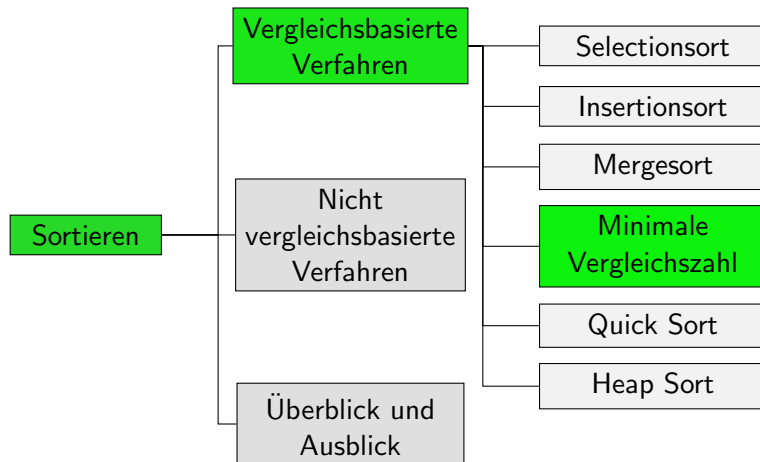 Sortieren
Vergleichsbasierte
Verfahren
Selectionsort
Insertionsort
Mergesort
Minimale
Vergleichszahl
Quick Sort
Heap Sort
Nicht
vergleichsbasierte
Verfahren
Überblick und
Ausblick